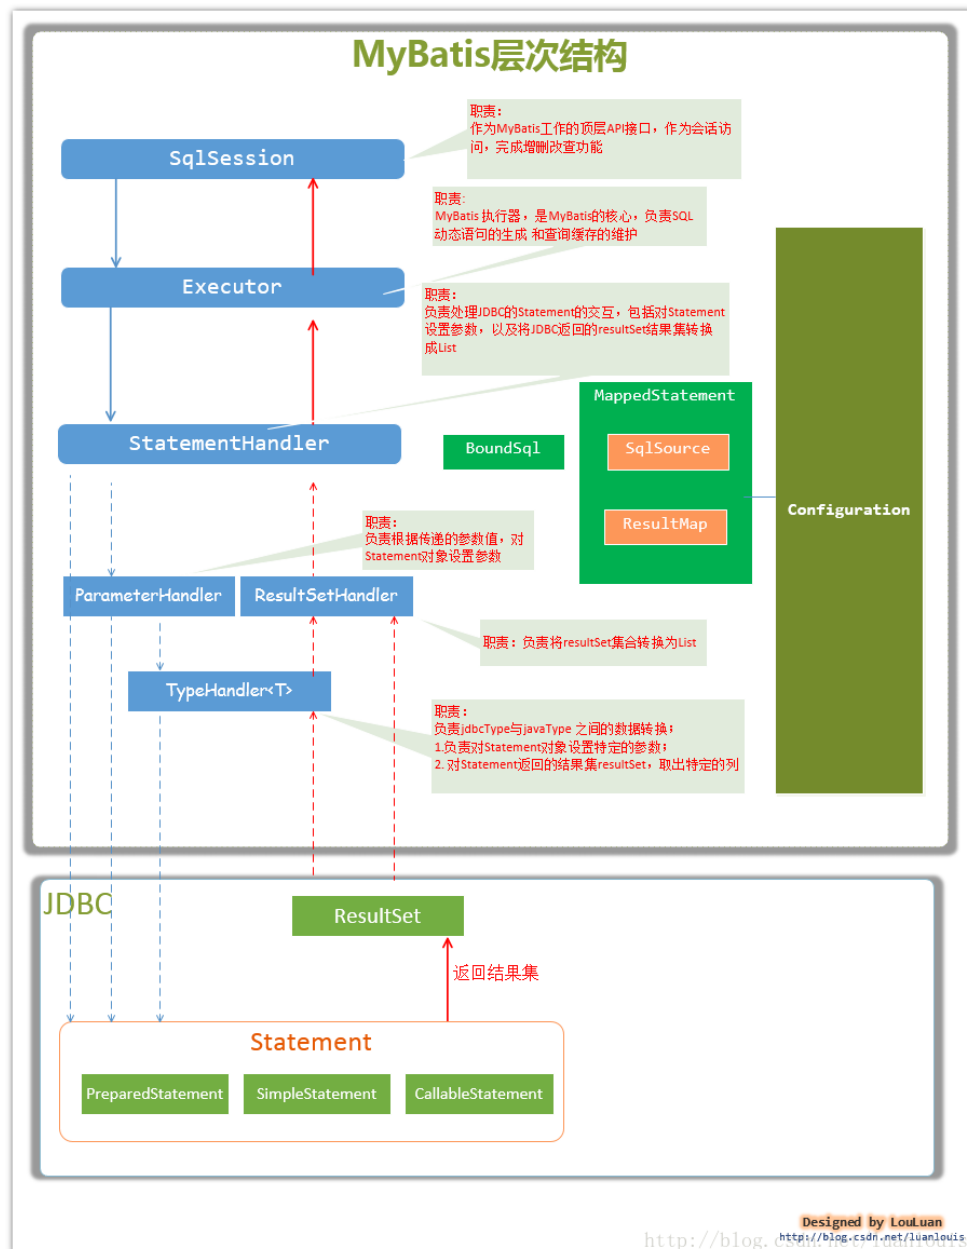 MyBatis层次结构
职责：
作为MyBatis工作的顶层API接口，作为会话访
问，完成增删改查功能
SqlSession
职责:
MyBatis 执行器，是MyBatis的核心，负责SQL
动态语句的生成 和查询缓存的维护
Executor
职责：
负责处理JDBC的Statement的交互，包括对Statement
设置参数，以及将JDBC返回的resultSet结果集转换
成List
MappedStatement
StatementHandler
BoundSql
SqlSource
Configuration
ResultMap
职责：
负责根据传递的参数值，对
Statement对象设置参数
ParameterHandler
ResultSetHandler
职责：负责将resultSet集合转换为List
TypeHandler<T>
职责：
负责jdbcType与javaType 之间的数据转换；
1.负责对Statement对象设置特定的参数；
2. 对Statement返回的结果集resultSet，取出特定的列
JDBC
ResultSet
返回结果集
Statement
PreparedStatement
SimpleStatement
CallableStatement
Designed by LouLuan
http://blog.csdn.net/luanlouis
http://blog.csdn.net/luanlouis